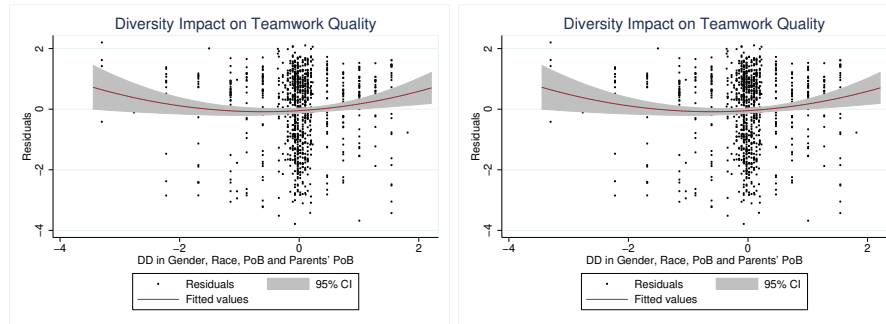 Diversity Impact on Teamwork Quality
2
0
−2
−4
Residuals
−4
−2
0
2
DD in Gender, Race, PoB and Parents' PoB
Residuals
95% CI
Fitted values
Diversity Impact on Teamwork Quality
2
0
−2
−4
Residuals
−4
−2
0
2
DD in Gender, Race, PoB and Parents' PoB
Residuals
95% CI
Fitted values